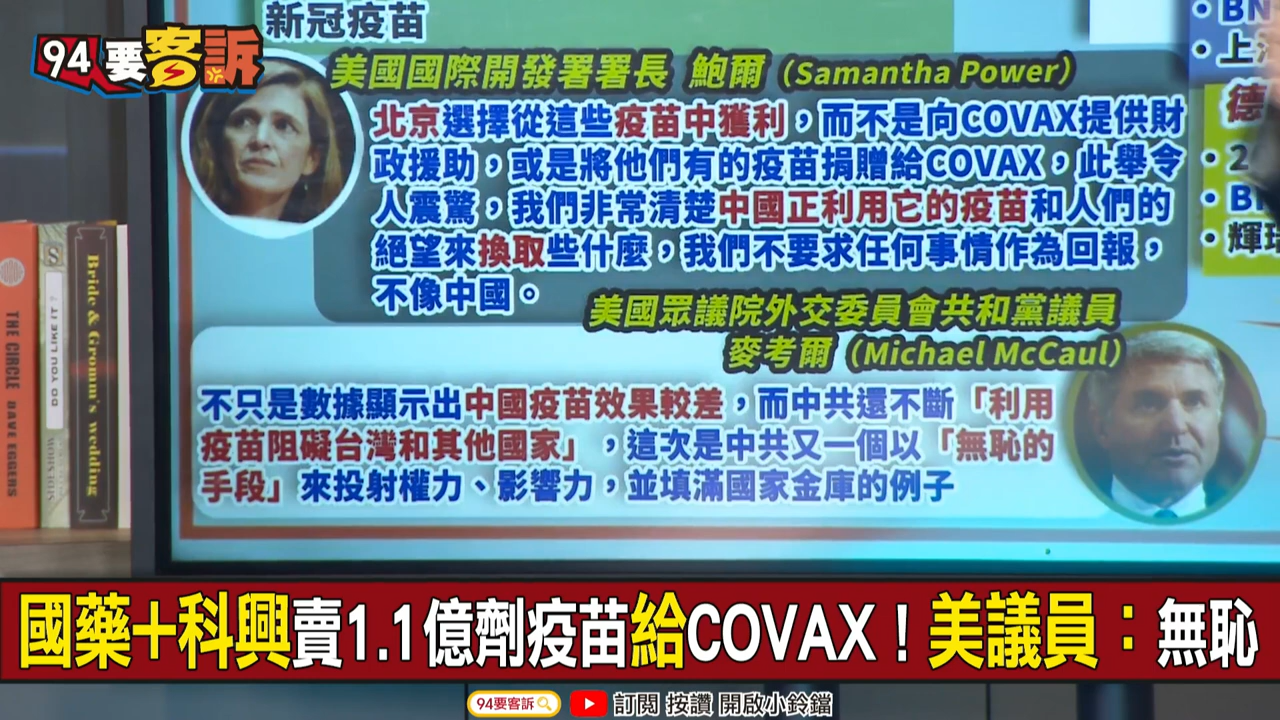 94要客訴
新冠疫苗
美國國際開發署署長 鮑爾（Samantha Power）
北京選擇從這些疫苗中獲利，而不是向COVAX提供財
政援助，或是將他們有的疫苗捐贈給COVAX，此舉令
人震驚，我們非常清楚中國正利用它的疫苗和人們的
絕望來換取些什麼，我們不要求任何事情作為回報，
不像中國。
美國眾議院外交委員會共和黨議員
麥考爾（Michael McCaul）
不只是數據顯示出中國疫苗效果較差，而中共還不斷「利用
疫苗阻礙台灣和其他國家」，這次是中共又一個以「無恥的
手段」來投射權力、影響力，並填滿國家金庫的例子
• BN
• 上
德
• 2
• B
• 輝
THE CIRCLE DAVE EGGERS
DO YOU LIKE IT?
Bride & Groom's wedding
國藥+科興賣1.1億劑疫苗給COVAX！美議員：無恥
94要客訴
訂閱 按讚 開啟小鈴鐺